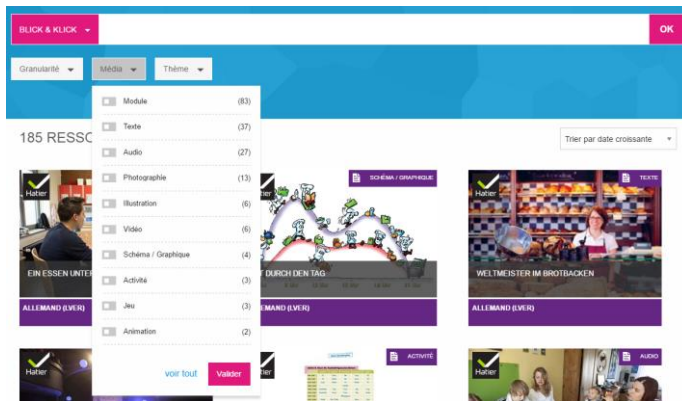 BLICK & KLICK
OK
Granularité
Média
Thème
Module (83)
Texte (37)
Audio (27)
Photographie (13)
Illustration (6)
Vidéo (6)
Schéma / Graphique (4)
Activité (3)
Jeu (3)
Animation (2)
voir tout
Valider
185 RESSO
Trier par date croissante
Hatier
SCHÉMA / GRAPHIQUE
Hatier
TEXTE
EIN ESSEN UNTE
T DURCH DEN TAG
WELTMEISTER IM BROTBACKEN
ALLEMAND (LVER)
EMAND (LVER)
ALLEMAND (LVER)
Hatier
tier
ACTIVITÉ
Hatier
AUDIO